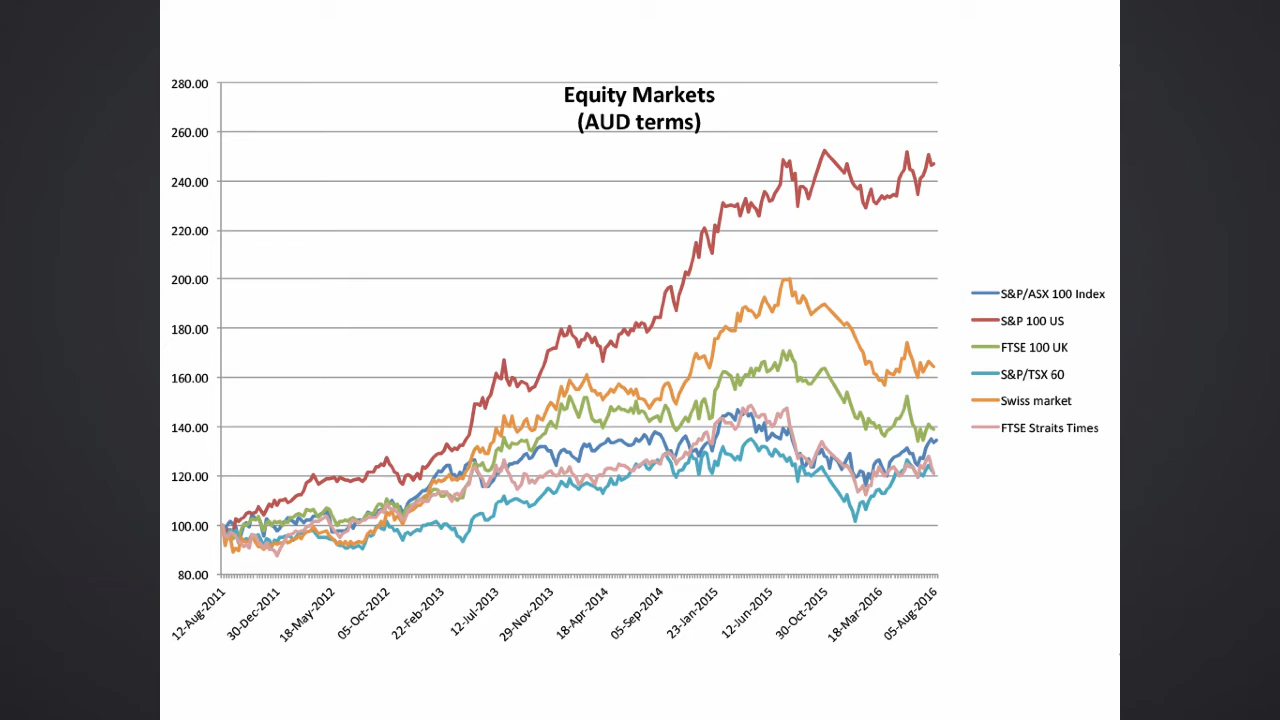 Equity Markets
(AUD terms)
280.00
260.00
240.00
220.00
200.00
180.00
160.00
140.00
120.00
100.00
80.00
12-Aug-2011
30-Dec-2011
18-May-2012
05-Oct-2012
22-Feb-2013
12-Jul-2013
29-Nov-2013
18-Apr-2014
05-Sep-2014
23-Jan-2015
12-Jun-2015
30-Oct-2015
18-Mar-2016
05-Aug-2016
S&P/ASX 100 Index
S&P 100 US
FTSE 100 UK
S&P/TSX 60
Swiss market
FTSE Straits Times